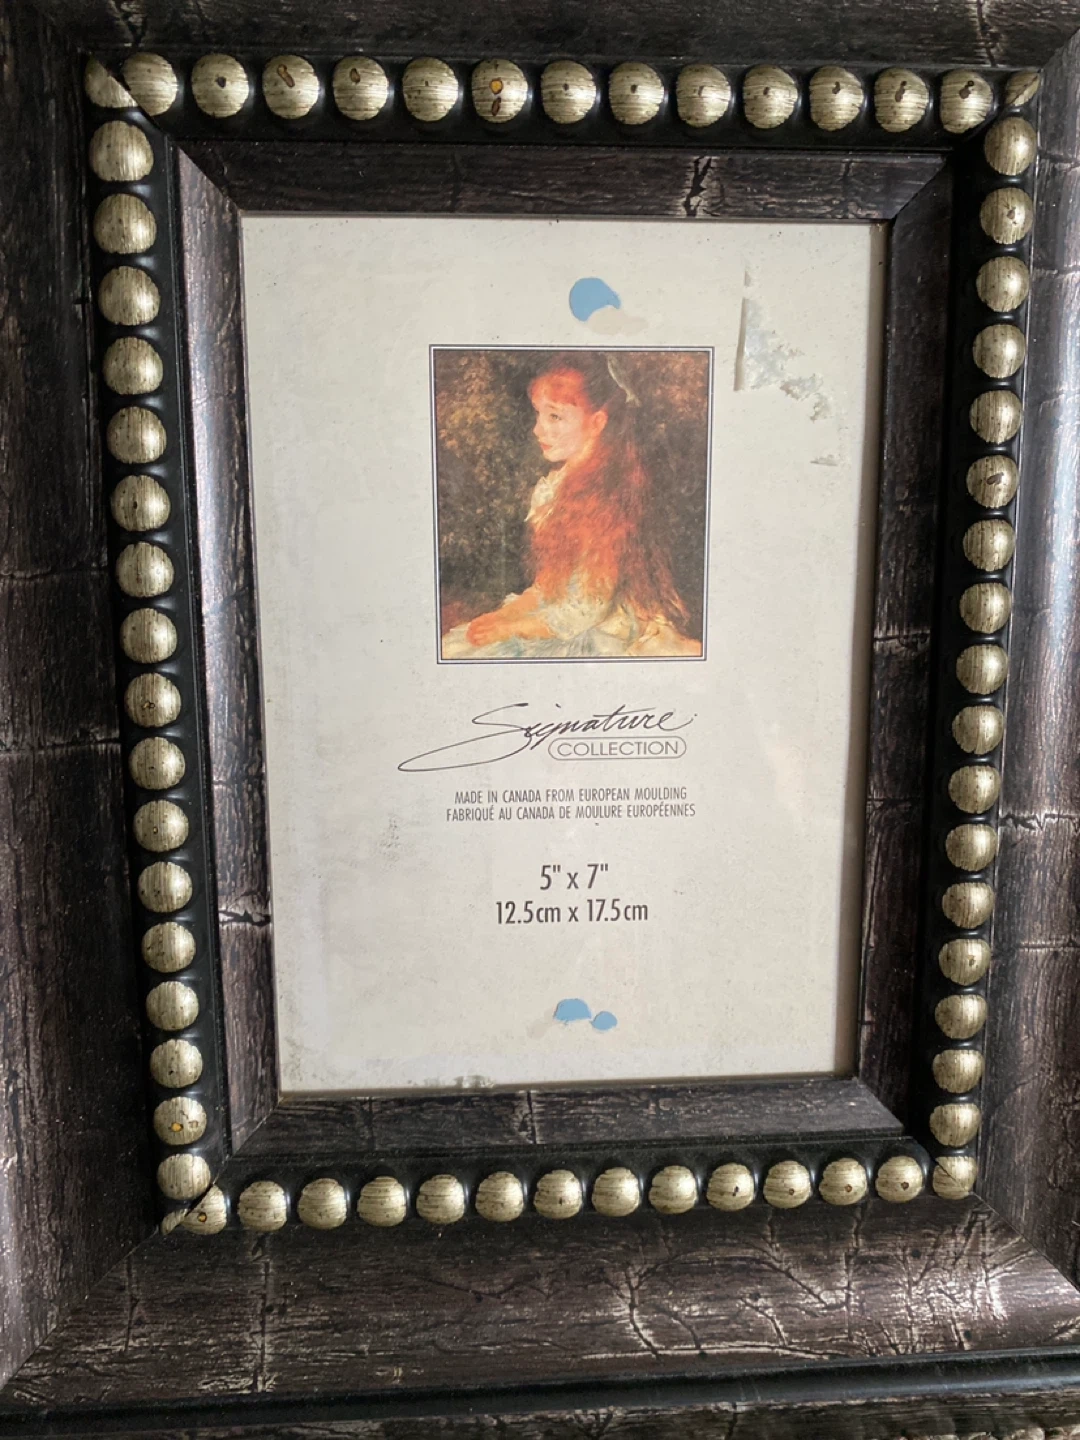 Signature
COLLECTION
MADE IN CANADA FROM EUROPEAN MOULDING
FABRIQUÉ AU CANADA DE MOULURE EUROPÉENNES
5" x 7"
12.5cm x 17.5cm